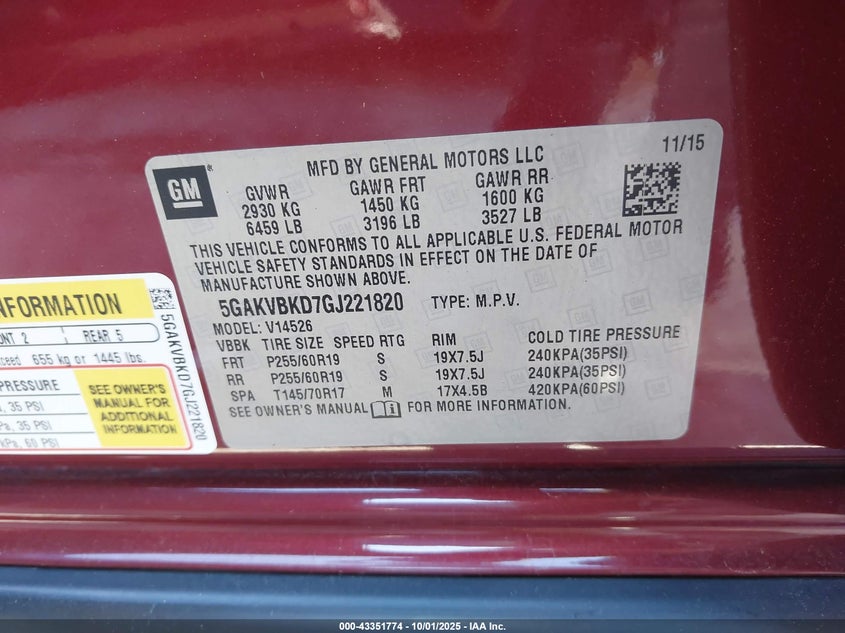 11/15
MFD BY GENERAL MOTORS LLC
GM
GVWR GAWR FRT GAWR RR
2930 KG 1450 KG 1600 KG
6459 LB 3196 LB 3527 LB
THIS VEHICLE CONFORMS TO ALL APPLICABLE U.S. FEDERAL MOTOR
VEHICLE SAFETY STANDARDS IN EFFECT ON THE DATE OF
MANUFACTURE SHOWN ABOVE.
5GAKVBKD7GJ221820 TYPE: M.P.V.
MODEL: V14526
VBBK TIRE SIZE SPEED RTG RIM COLD TIRE PRESSURE
FRT P255/60R19 S 19X7.5J 240KPA(35PSI)
RR P255/60R19 S 19X7.5J 240KPA(35PSI)
SPA T145/70R17 M 17X4.5B 420KPA(60PSI)
SEE OWNER'S MANUAL FOR MORE INFORMATION.
FORMATION
2 REAR 5
655 kg or 1445 lbs.
PRESSURE
35 PSI
35 PSI
60 PSI
SEE OWNER'S
MANUAL FOR
ADDITIONAL
INFORMATION
5GAKVBKD7GJ221820
000-43351774 - 10/01/2025 - IAA Inc.